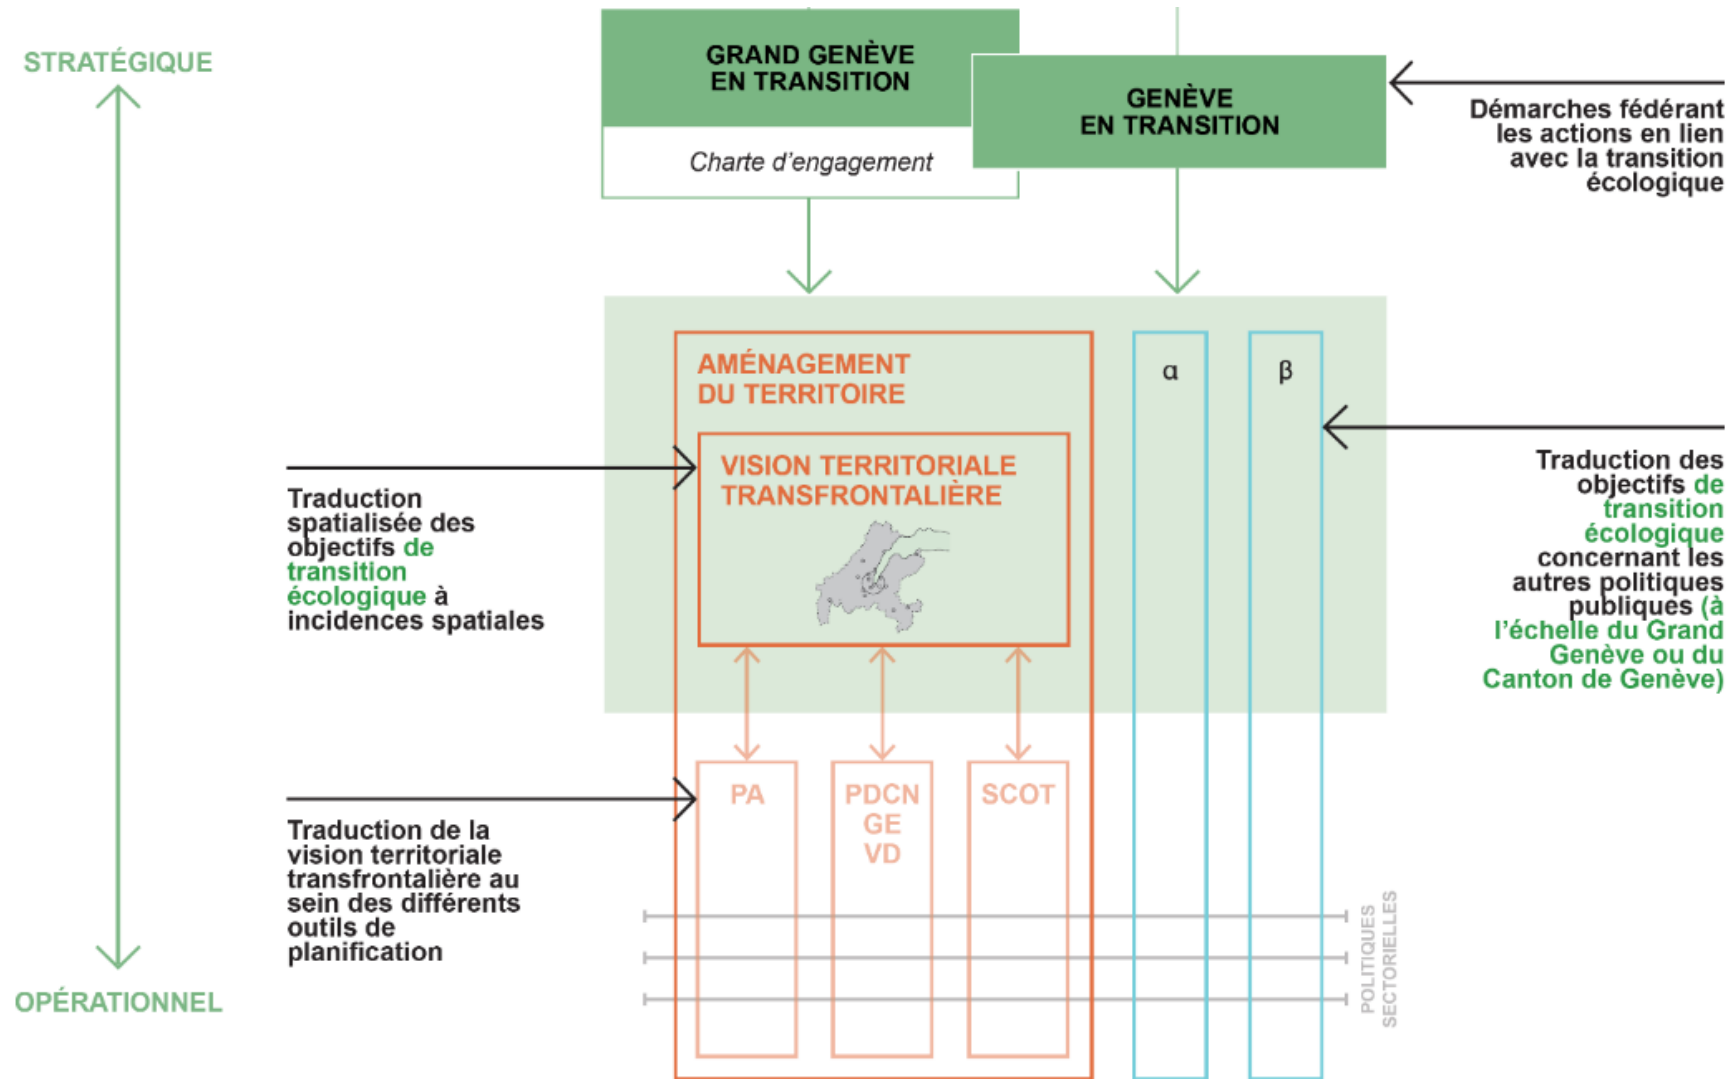 STRATÉGIQUE
GRAND GENÈVE
EN TRANSITION
Charte d’engagement
GENÈVE
EN TRANSITION
Démarches fédérant
les actions en lien
avec la transition
écologique
AMÉNAGEMENT
DU TERRITOIRE
α
β
VISION TERRITORIALE
TRANSFRONTALIÈRE
Traduction
spatialisée des
objectifs de
transition
écologique à
incidences spatiales
Traduction des
objectifs de
transition
écologique
concernant les
autres politiques
publiques (à
l’échelle du Grand
Genève ou du
Canton de Genève)
PA
PDCN
GE
VD
SCOT
Traduction de la
vision territoriale
transfrontalière au
sein des différents
outils de
planification
POLITIQUES
SECTORIELLES
OPÉRATIONNEL